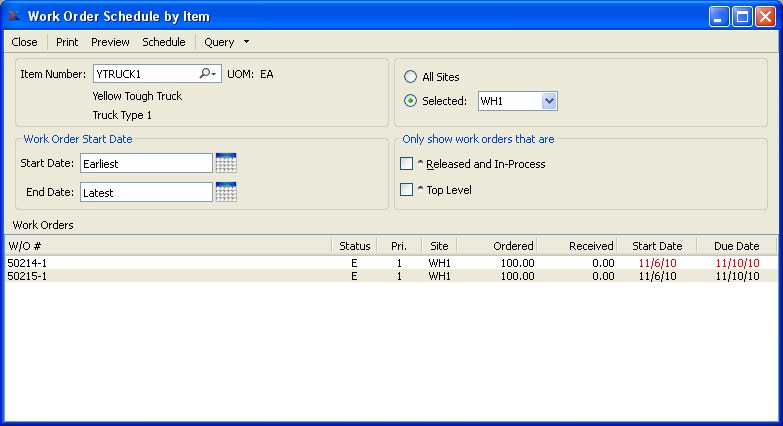 Work Order Schedule by Item
Close Print Preview Schedule Query
Item Number: YTRUCK1 UOM: EA
Yellow Tough Truck
Truck Type 1
All Sites
Selected: WH1
Work Order Start Date
Start Date: Earliest
End Date: Latest
Only show work orders that are
^ Released and In-Process
^ Top Level
Work Orders
W/O # Status Pri. Site Ordered Received Start Date Due Date
50214-1 E 1 WH1 100.00 0.00 11/6/10 11/10/10
50215-1 E 1 WH1 100.00 0.00 11/6/10 11/10/10